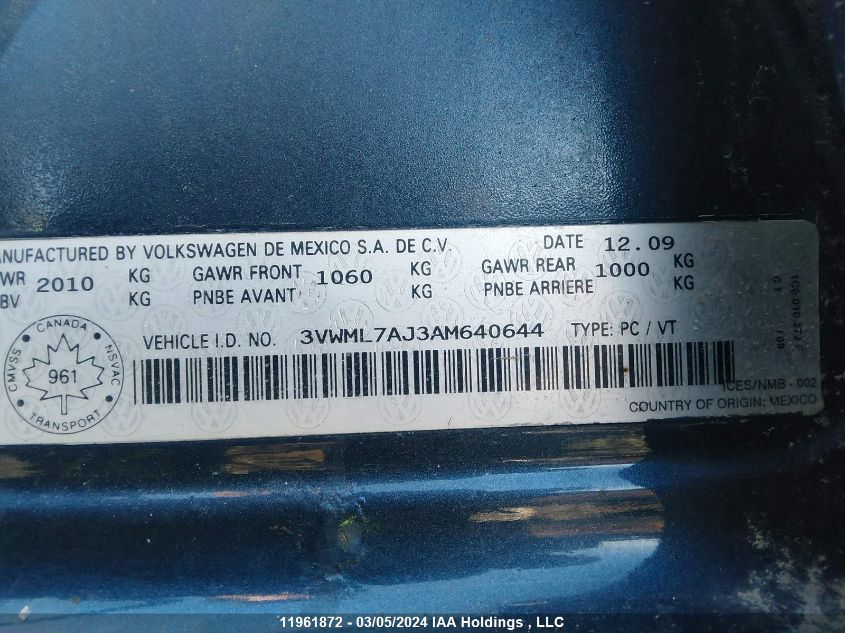 ANUFACTURED BY VOLKSWAGEN DE MEXICO S.A. DE C.V. DATE 12.09
WR 2010 KG GAWR FRONT 1060 KG GAWR REAR 1000 KG
BV KG PNBE AVANT KG PNBE ARRIERE KG
VEHICLE I.D. NO. 3VWML7AJ3AM640644 TYPE: PC / VT
CANADA
CMVSS
961
NSVAC
TRANSPORT
ICES/NMB - 002
COUNTRY OF ORIGIN: MEXICO
11961872 - 03/05/2024 IAA Holdings , LLC